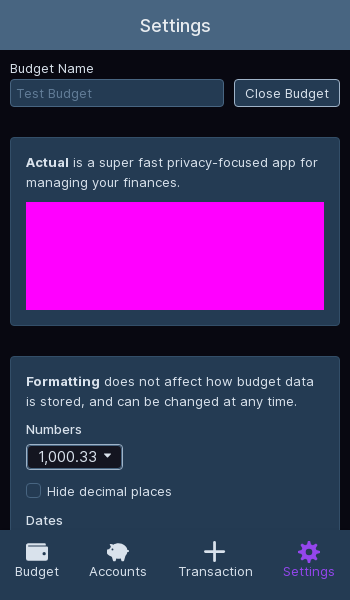 Settings
Budget Name
Test Budget
Close Budget
Actual is a super fast privacy-focused app for
managing your finances.
Formatting does not affect how budget data
is stored, and can be changed at any time.
Numbers
1,000.33
Hide decimal places
Dates
Budget
Accounts
Transaction
Settings